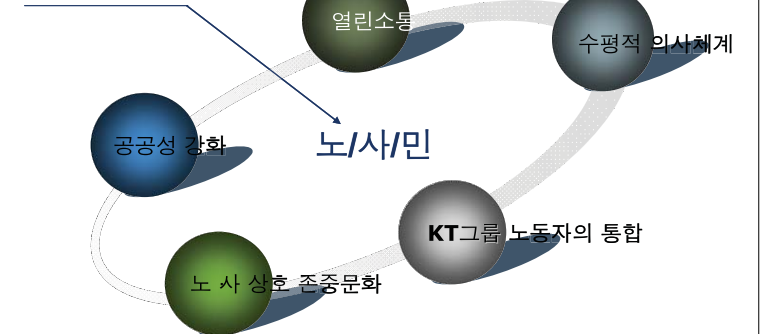 열린소통
수평적 의사체계
공공성 강화
노/사/민
KT그룹 노동자의 통합
노 사 상호 존중문화